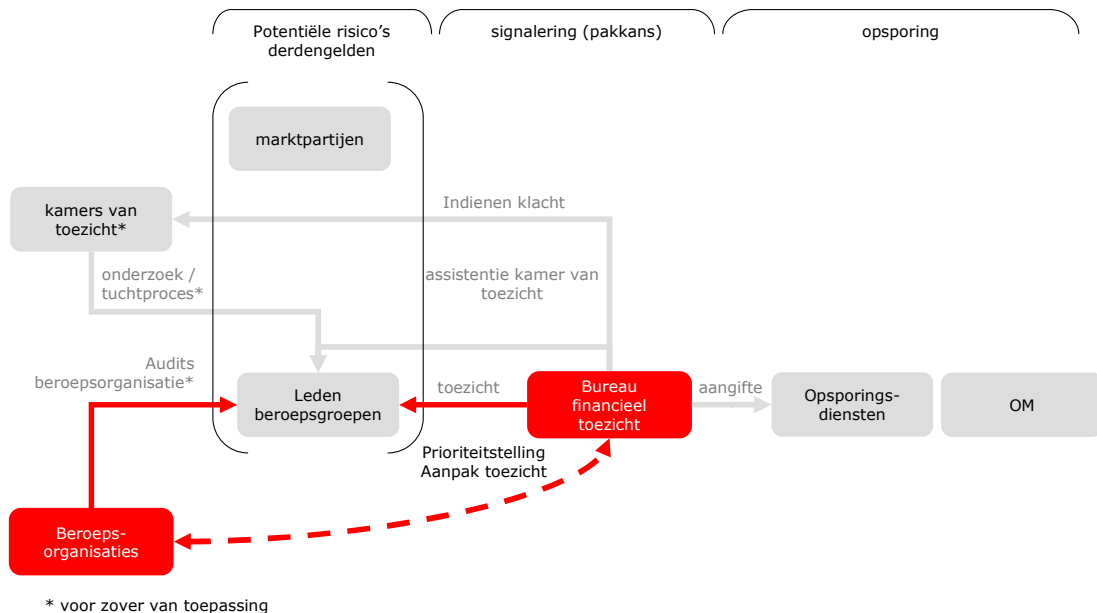 Potentiële risico's
derdengelden
signalering (pakkans)
opsporing
marktpartijen
kamers van
toezicht*
Indienen klacht
onderzoek /
tuchtproces*
assistentie kamer van
toezicht
Audits
beroepsorganisatie*
Leden
beroepsgroepen
toezicht
Bureau
financieel
toezicht
aangifte
Opsporings-
diensten
OM
Prioriteitstelling
Aanpak toezicht
Beroeps-
organisaties
* voor zover van toepassing